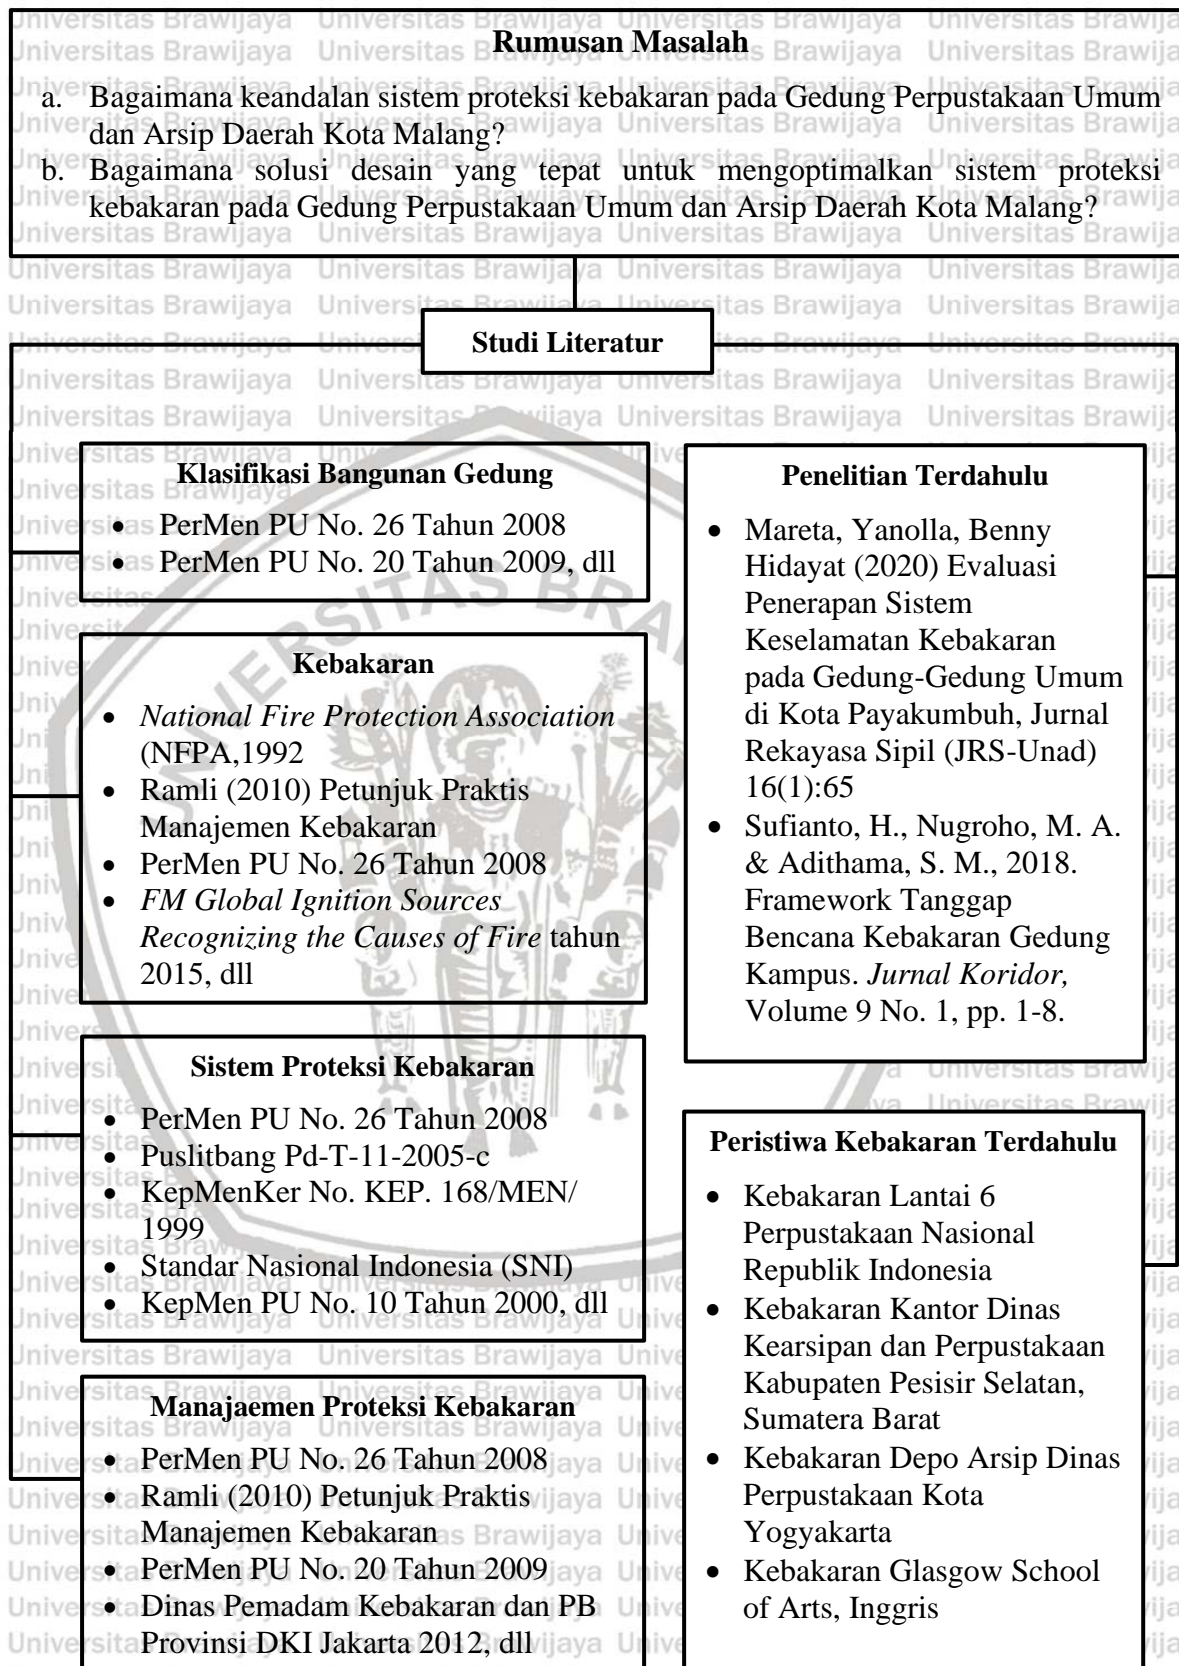 Rumusan Masalah
a. Bagaimana keandalan sistem proteksi kebakaran pada Gedung Perpustakaan Umum
dan Arsip Daerah Kota Malang?
b. Bagaimana solusi desain yang tepat untuk mengoptimalkan sistem proteksi
kebakaran pada Gedung Perpustakaan Umum dan Arsip Daerah Kota Malang?
Studi Literatur
Klasifikasi Bangunan Gedung
• PerMen PU No. 26 Tahun 2008
• PerMen PU No. 20 Tahun 2009, dll
Kebakaran
• National Fire Protection Association
(NFPA,1992
• Ramli (2010) Petunjuk Praktis
Manajemen Kebakaran
• PerMen PU No. 26 Tahun 2008
• FM Global Ignition Sources
Recognizing the Causes of Fire tahun
2015, dll
Sistem Proteksi Kebakaran
• PerMen PU No. 26 Tahun 2008
• Puslitbang Pd-T-11-2005-c
• KepMenKer No. KEP. 168/MEN/
1999
• Standar Nasional Indonesia (SNI)
• KepMen PU No. 10 Tahun 2000, dll
Manajaemen Proteksi Kebakaran
• PerMen PU No. 26 Tahun 2008
• Ramli (2010) Petunjuk Praktis
Manajemen Kebakaran
• PerMen PU No. 20 Tahun 2009
• Dinas Pemadam Kebakaran dan PB
Provinsi DKI Jakarta 2012, dll
Penelitian Terdahulu
• Mareta, Yanolla, Benny
Hidayat (2020) Evaluasi
Penerapan Sistem
Keselamatan Kebakaran
pada Gedung-Gedung Umum
di Kota Payakumbuh, Jurnal
Rekayasa Sipil (JRS-Unad)
16(1):65
• Sufianto, H., Nugroho, M. A.
& Adithama, S. M., 2018.
Framework Tanggap
Bencana Kebakaran Gedung
Kampus. Jurnal Koridor,
Volume 9 No. 1, pp. 1-8.
Peristiwa Kebakaran Terdahulu
• Kebakaran Lantai 6
Perpustakaan Nasional
Republik Indonesia
• Kebakaran Kantor Dinas
Kearsipan dan Perpustakaan
Kabupaten Pesisir Selatan,
Sumatera Barat
• Kebakaran Depo Arsip Dinas
Perpustakaan Kota
Yogyakarta
• Kebakaran Glasgow School
of Arts, Inggris